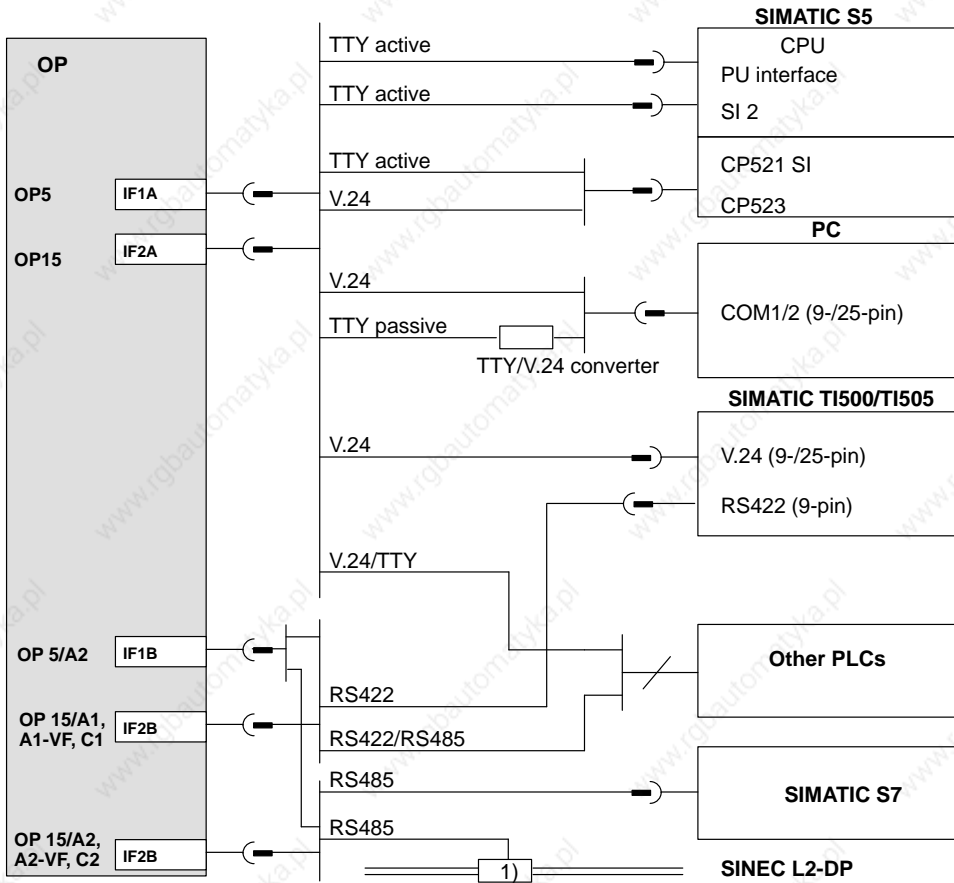 SIMATIC S5
OP
TTY active
CPU
PU interface
TTY active
SI 2
TTY active
CP521 SI
OP5
IF1A
V.24
CP523
PC
OP15
IF2A
V.24
COM1/2 (9-/25-pin)
TTY passive
TTY/V.24 converter
SIMATIC TI500/TI505
V.24
V.24 (9-/25-pin)
RS422 (9-pin)
V.24/TTY
OP 5/A2
IF1B
Other PLCs
RS422
OP 15/A1,
A1-VF, C1
IF2B
RS422/RS485
RS485
SIMATIC S7
RS485
OP 15/A2,
A2-VF, C2
IF2B
1)
SINEC L2-DP
www.rgbautomatyka.pl